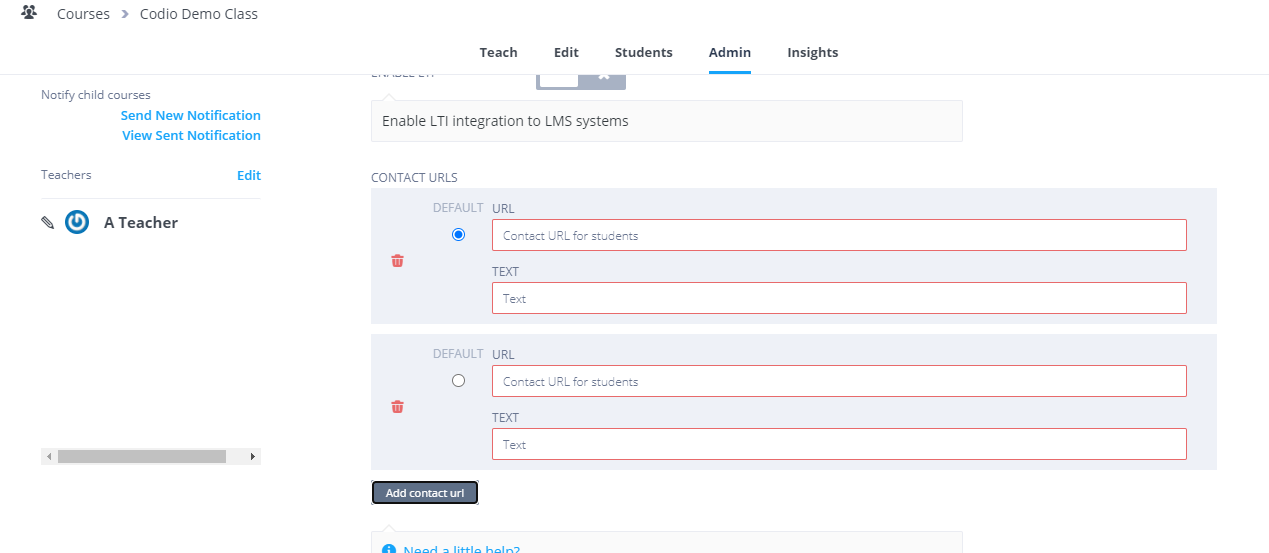 Courses > Codio Demo Class
Teach Edit Students Admin Insights
ENABLE LTI
Notify child courses
Send New Notification
View Sent Notification
Enable LTI integration to LMS systems
Teachers Edit
A Teacher
CONTACT URLS
DEFAULT URL
Contact URL for students
TEXT
Text
DEFAULT URL
Contact URL for students
TEXT
Text
Add contact url
Need a little help?